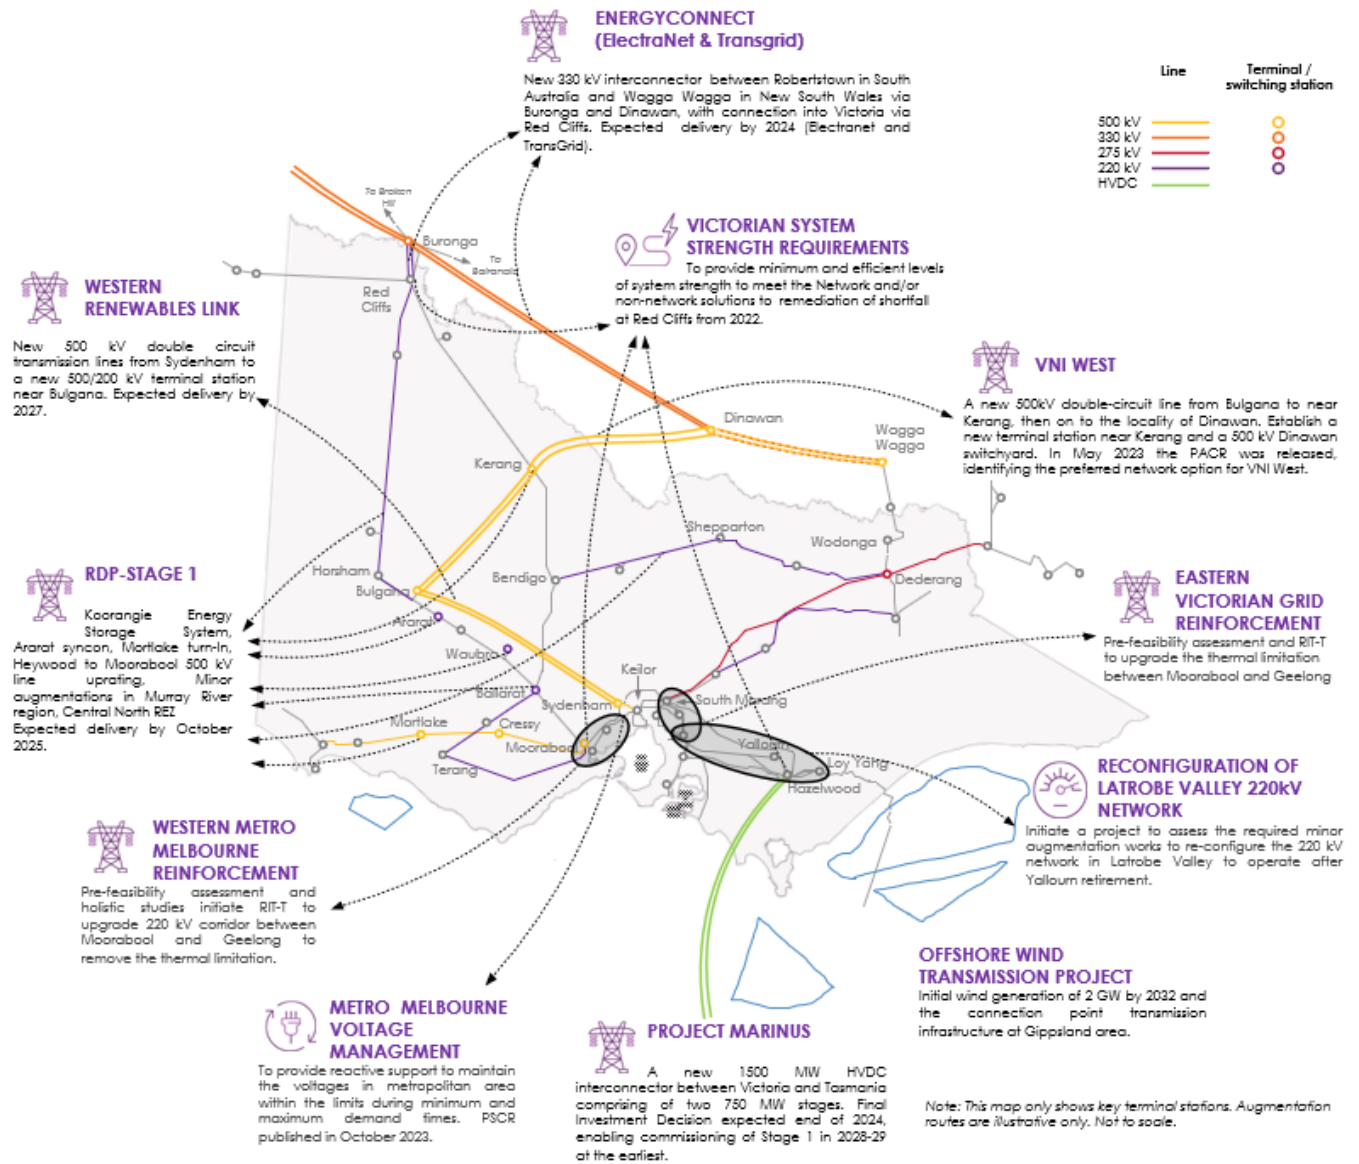 ENERGYCONNECT
(ElectraNet & Transgrid)
New 330 kV interconnector between Robertstown in South
Australia and Wagga Wagga in New South Wales via
Buronga and Dinawan, with connection into Victoria via
Red Cliffs. Expected delivery by 2024 (Electranet and
TransGrid).
Line
Terminal /
switching station
500 kV
330 kV
275 kV
220 kV
HVDC
To Broken
Hill
Buronga
To
Balranald
Red
Cliffs
VICTORIAN SYSTEM
STRENGTH REQUIREMENTS
To provide minimum and efficient levels
of system strength to meet the Network and/or
non-network solutions to remediation of shortfall
at Red Cliffs from 2022.
WESTERN
RENEWABLES LINK
New 500 kV double circuit
transmission lines from Sydenham to
a new 500/200 kV terminal station
near Bulgana. Expected delivery by
2027.
VNI WEST
A new 500kV double-circuit line from Bulgana to near
Kerang, then on to the locality of Dinawan. Establish a
new terminal station near Kerang and a 500 kV Dinawan
switchyard. In May 2023 the PACR was released,
identifying the preferred network option for VNI West.
Dinawan
Wagga
Wagga
Kerang
Shepparton
Wodonga
Horsham
Bendigo
Dederang
Bulgana
Ararat
Waubra
Keilor
Ballarat
Sydenham
South Morang
Mortlake
Cressy
Moorabool
Terang
Yallourn
Loy Yang
Hazelwood
RDP-STAGE 1
Koorangie Energy
Storage System,
Ararat syncon, Mortlake turn-in,
Heywood to Moorabool 500 kV
line uprating, Minor
augmentations in Murray River
region, Central North REZ
Expected delivery by October
2025.
EASTERN
VICTORIAN GRID
REINFORCEMENT
Pre-feasibility assessment and RIT-T
to upgrade the thermal limitation
between Moorabool and Geelong
RECONFIGURATION OF
LATROBE VALLEY 220kV
NETWORK
Initiate a project to assess the required minor
augmentation works to re-configure the 220 kV
network in Latrobe Valley to operate after
Yallourn retirement.
WESTERN METRO
MELBOURNE
REINFORCEMENT
Pre-feasibility assessment and
holistic studies initiate RIT-T to
upgrade 220 kV corridor between
Moorabool and Geelong to
remove the thermal limitation.
OFFSHORE WIND
TRANSMISSION PROJECT
Initial wind generation of 2 GW by 2032 and
the connection point transmission
infrastructure at Gippsland area.
METRO MELBOURNE
VOLTAGE
MANAGEMENT
To provide reactive support to maintain
the voltages in metropolitan area
within the limits during minimum and
maximum demand times. PSCR
published in October 2023.
PROJECT MARINUS
A new 1500 MW HVDC
interconnector between Victoria and Tasmania
comprising of two 750 MW stages. Final
Investment Decision expected end of 2024,
enabling commissioning of Stage 1 in 2028-29
at the earliest.
Note: This map only shows key terminal stations. Augmentation
routes are illustrative only. Not to scale.